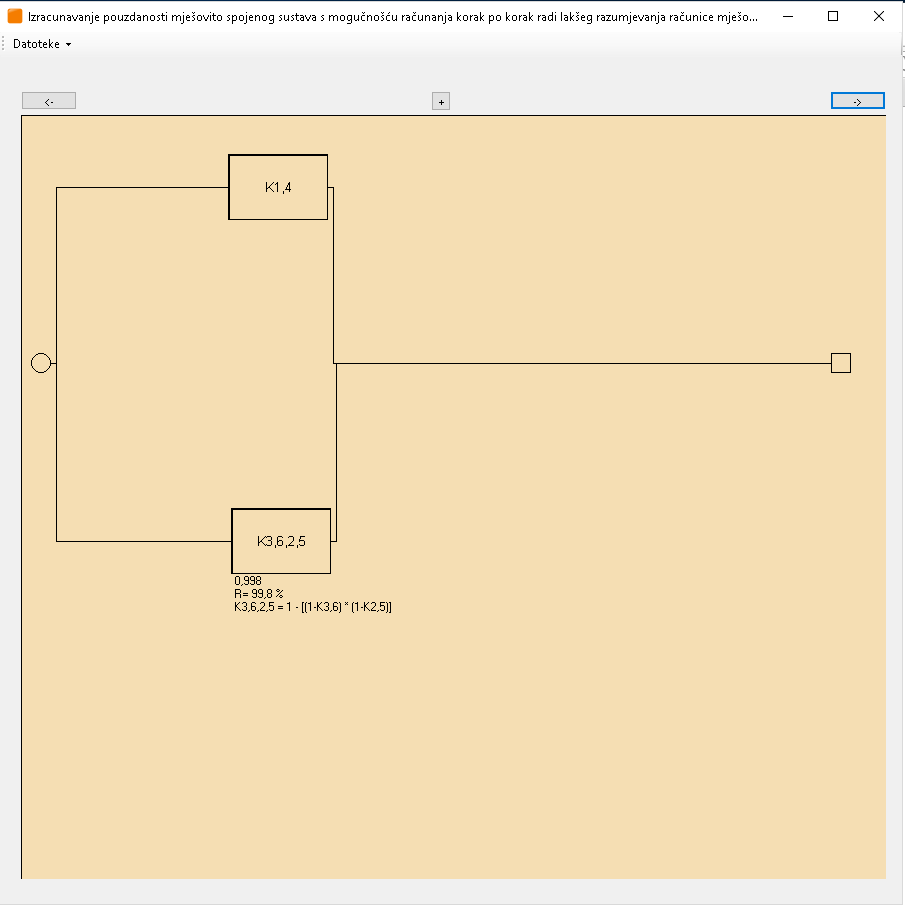 Izracunavanje pouzdanosti mješovito spojenog sustava s mogučnošću računanja korak po korak radi lakšeg razumjevanja računice mješo...
Datoteke
<-
+
->
K1,4
K3,6,2,5
0,998
R= 99,8 %
K3,6,2,5 = 1 - [(1-K3,6) * (1-K2,5)]